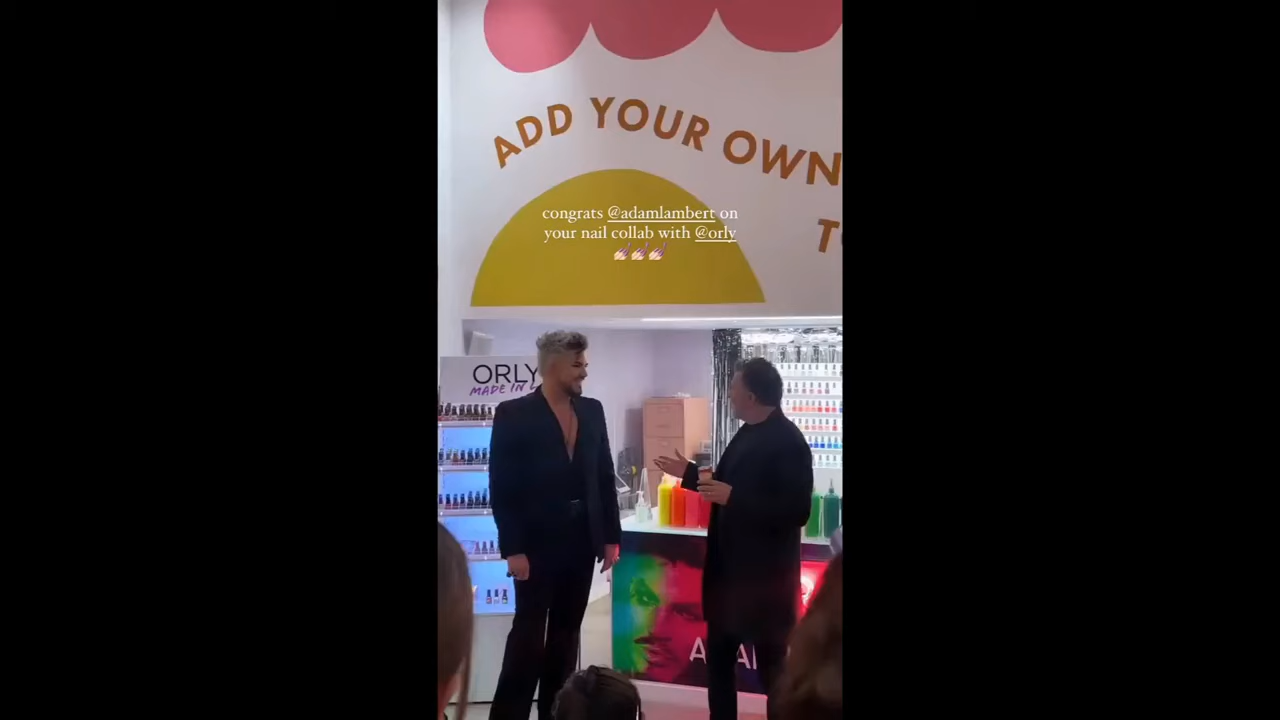 ADD YOUR OWN
congrats @adamlambert on
your nail collab with @orly
💅🏻💅🏻💅🏻
ORLY
MADE IN